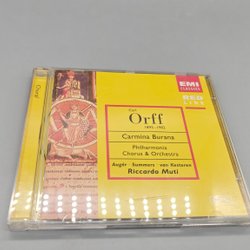 EMI
CLASSICS
RED
LINE
Carl
Orff
1895-1982
Carmina Burana
Philharmonia
Chorus & Orchestra
Augér · Summers · van Kesteren
Riccardo Muti
Orff